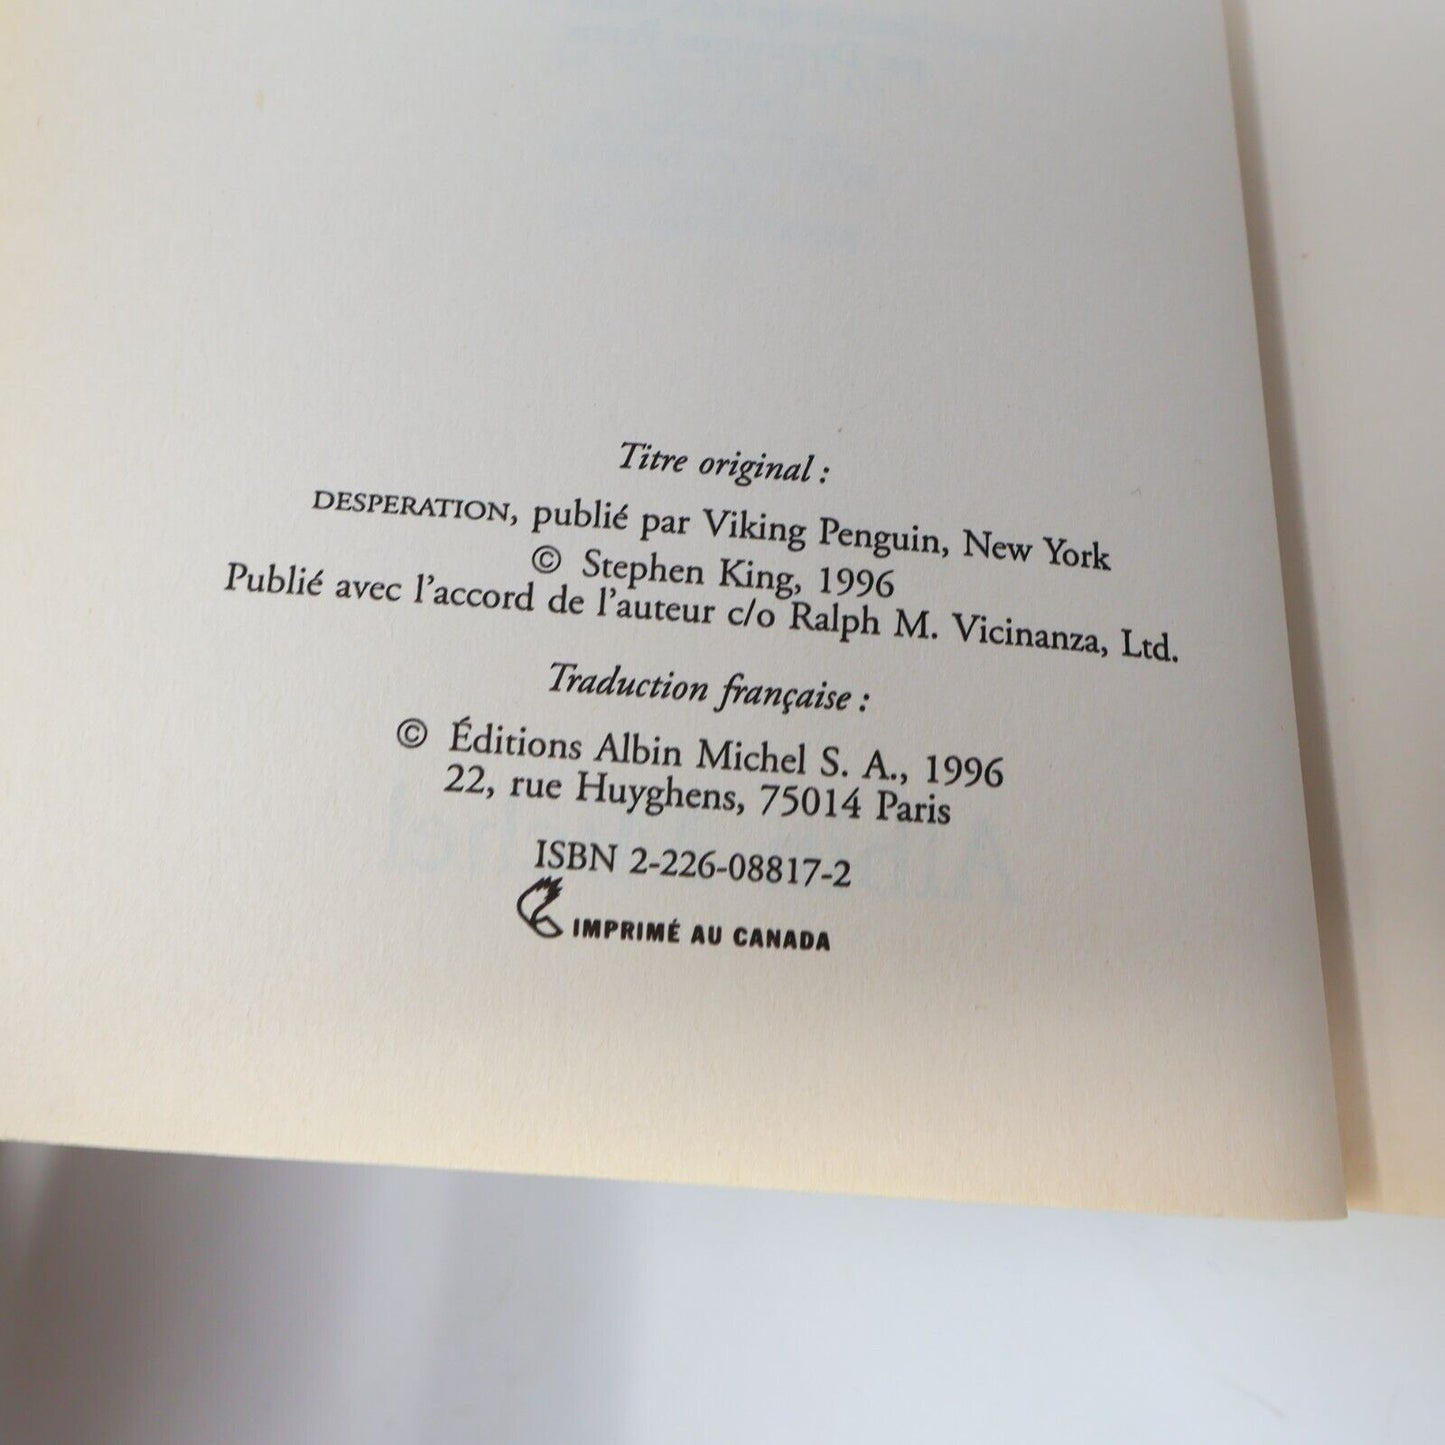 Titre original :
DESPERATION, publié par Viking Penguin, New York
© Stephen King, 1996
Publié avec l'accord de l'auteur c/o Ralph M. Vicinanza, Ltd.
Traduction française :
© Éditions Albin Michel S. A., 1996
22, rue Huyghens, 75014 Paris
ISBN 2-226-08817-2
IMPRIMÉ AU CANADA